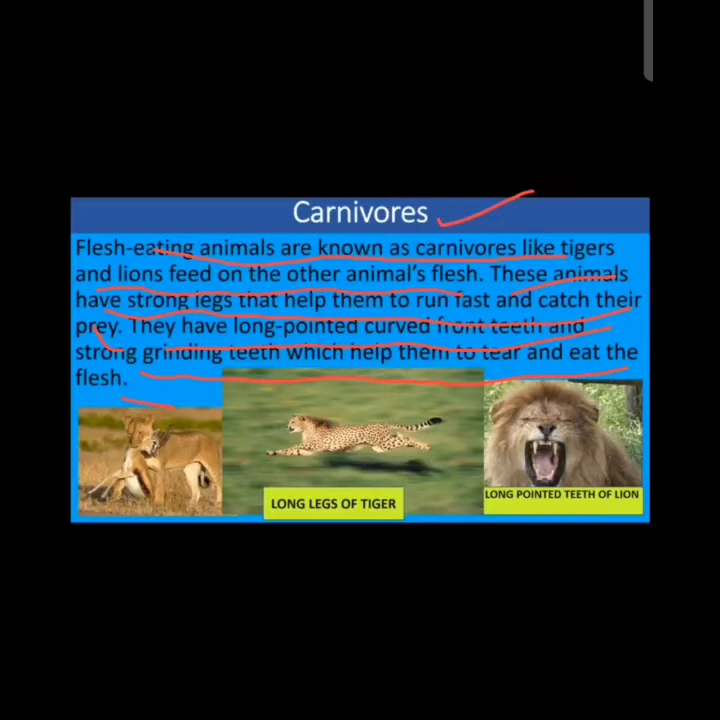 Carnivores
Flesh-eating animals are known as carnivores like tigers
and lions feed on the other animal's flesh. These animals
have strong legs that help them to run fast and catch their
prey. They have long-pointed curved front teeth and
strong grinding teeth which help them to tear and eat the
flesh.
LONG LEGS OF TIGER
LONG POINTED TEETH OF LION